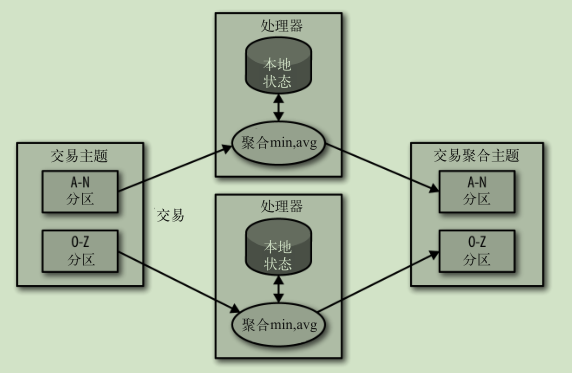 处理器
本地
状态
聚合min,avg
交易主题
A-N
分区
O-Z
分区
交易
处理器
本地
状态
聚合min,avg
交易聚合主题
A-N
分区
O-Z
分区